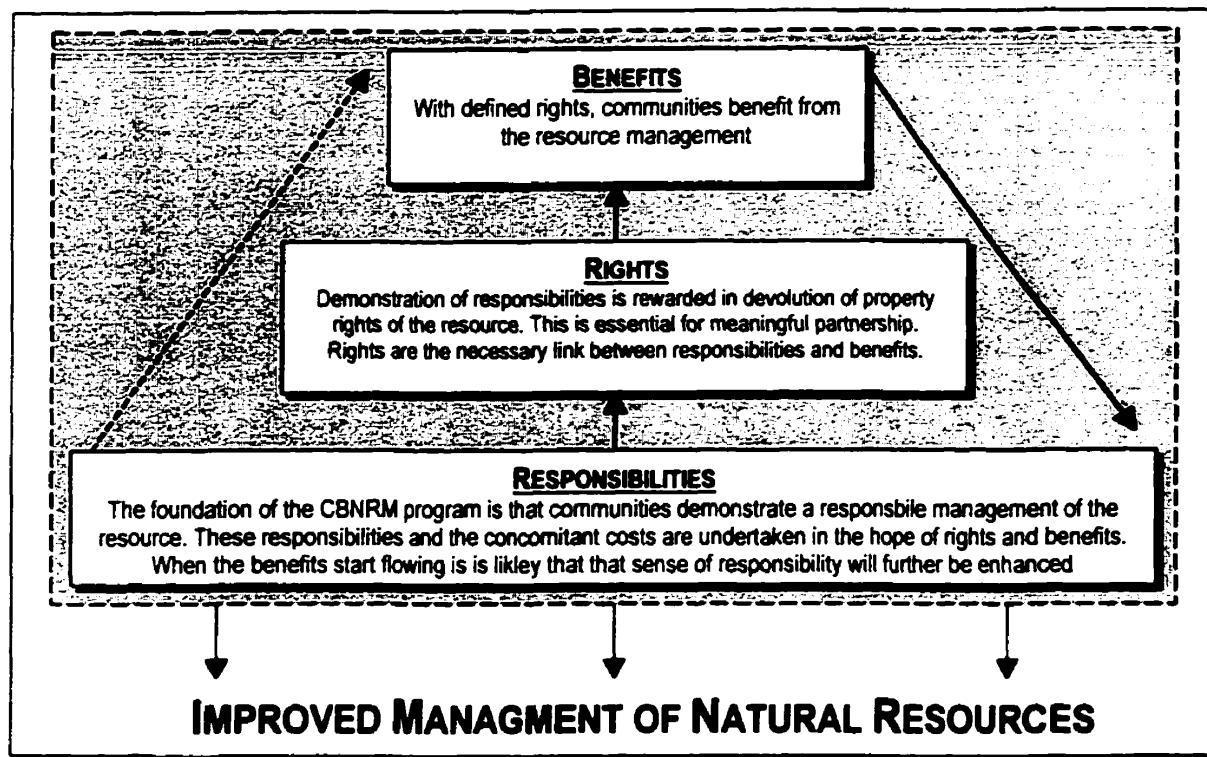 BENEFITS
With defined rights, communities benefit from
the resource management
RIGHTS
Demonstration of responsibilities is rewarded in devolution of property
rights of the resource. This is essential for meaningful partnership.
Rights are the necessary link between responsibilities and benefits.
RESPONSIBILITIES
The foundation of the CBNRM program is that communities demonstrate a responsbile management of the
resource. These responsibilities and the concomitant costs are undertaken in the hope of rights and benefits.
When the benefits start flowing is is likley that that sense of responsibility will further be enhanced
IMPROVED MANAGMENT OF NATURAL RESOURCES